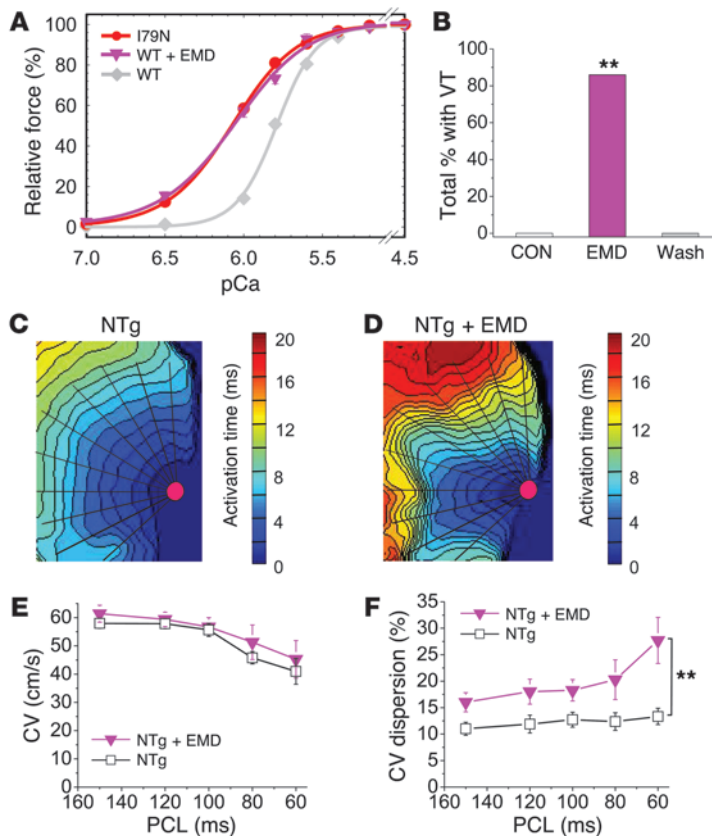 A
I79N
WT + EMD
WT
Relative force (%)
100
80
60
40
20
0
7.0 6.5 6.0 5.5 4.5
pCa
B
**
Total % with VT
100
80
60
40
20
0
CON EMD Wash
C
NTg
20
16
12
8
4
0
Activation time (ms)
D
NTg + EMD
20
16
12
8
4
0
Activation time (ms)
E
CV (cm/s)
60
50
40
30
20
10
0
NTg + EMD
NTg
160 140 120 100 80 60
PCL (ms)
F
CV dispersion (%)
35
30
25
20
15
10
5
0
NTg + EMD
NTg
**
160 140 120 100 80 60
PCL (ms)